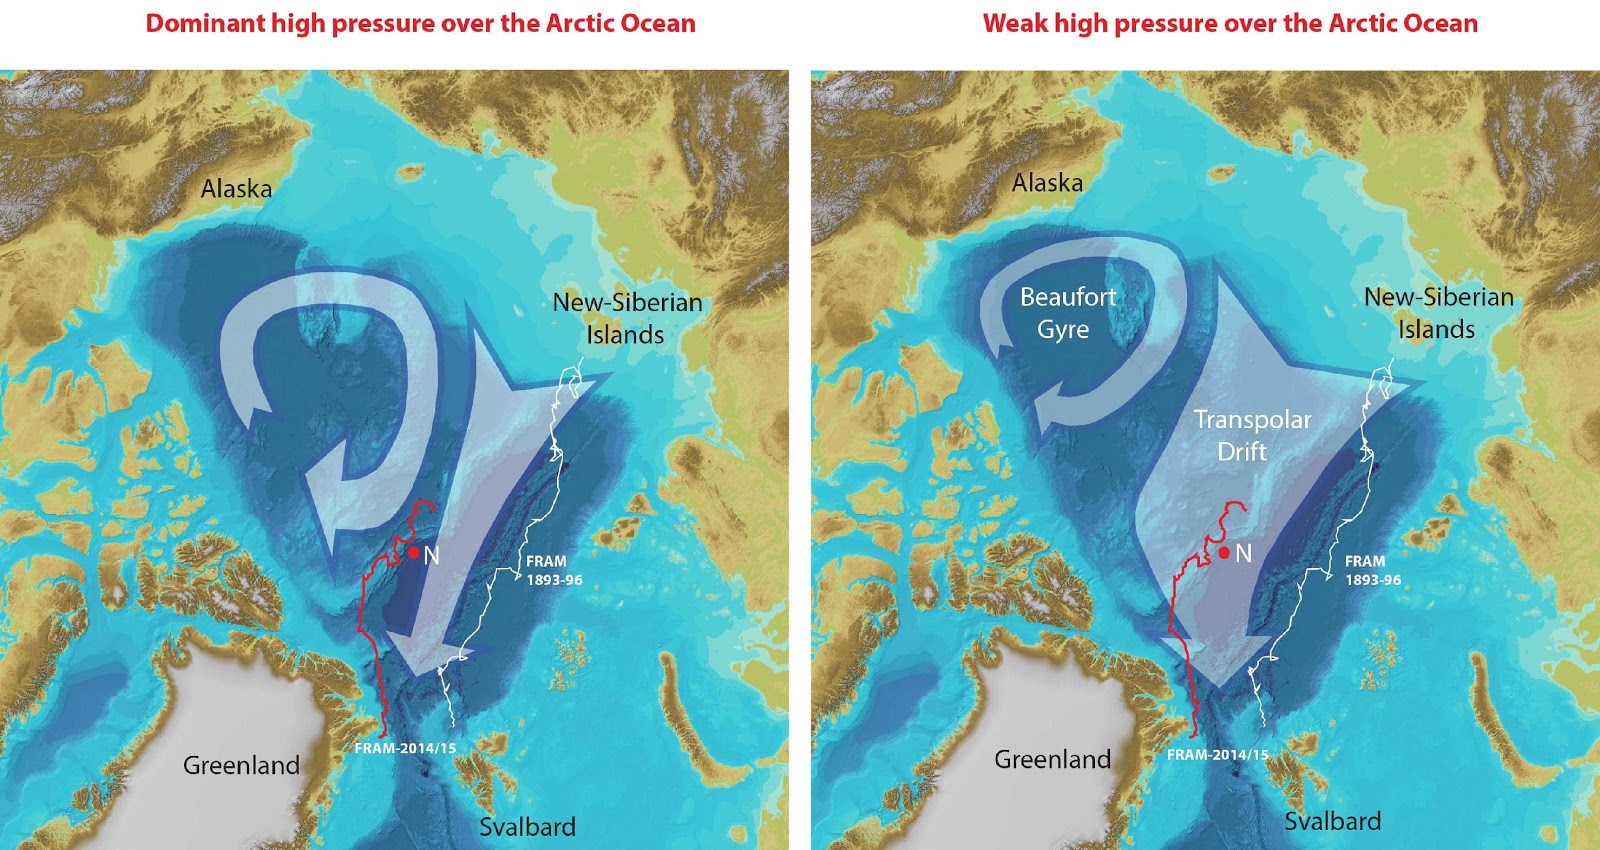 Dominant high pressure over the Arctic Ocean
Alaska
New-Siberian
Islands
N
FRAM
1893-96
FRAM-2014/15
Greenland
Svalbard
Weak high pressure over the Arctic Ocean
Alaska
Beaufort
Gyre
New-Siberian
Islands
Transpolar
Drift
N
FRAM
1893-96
FRAM-2014/15
Greenland
Svalbard